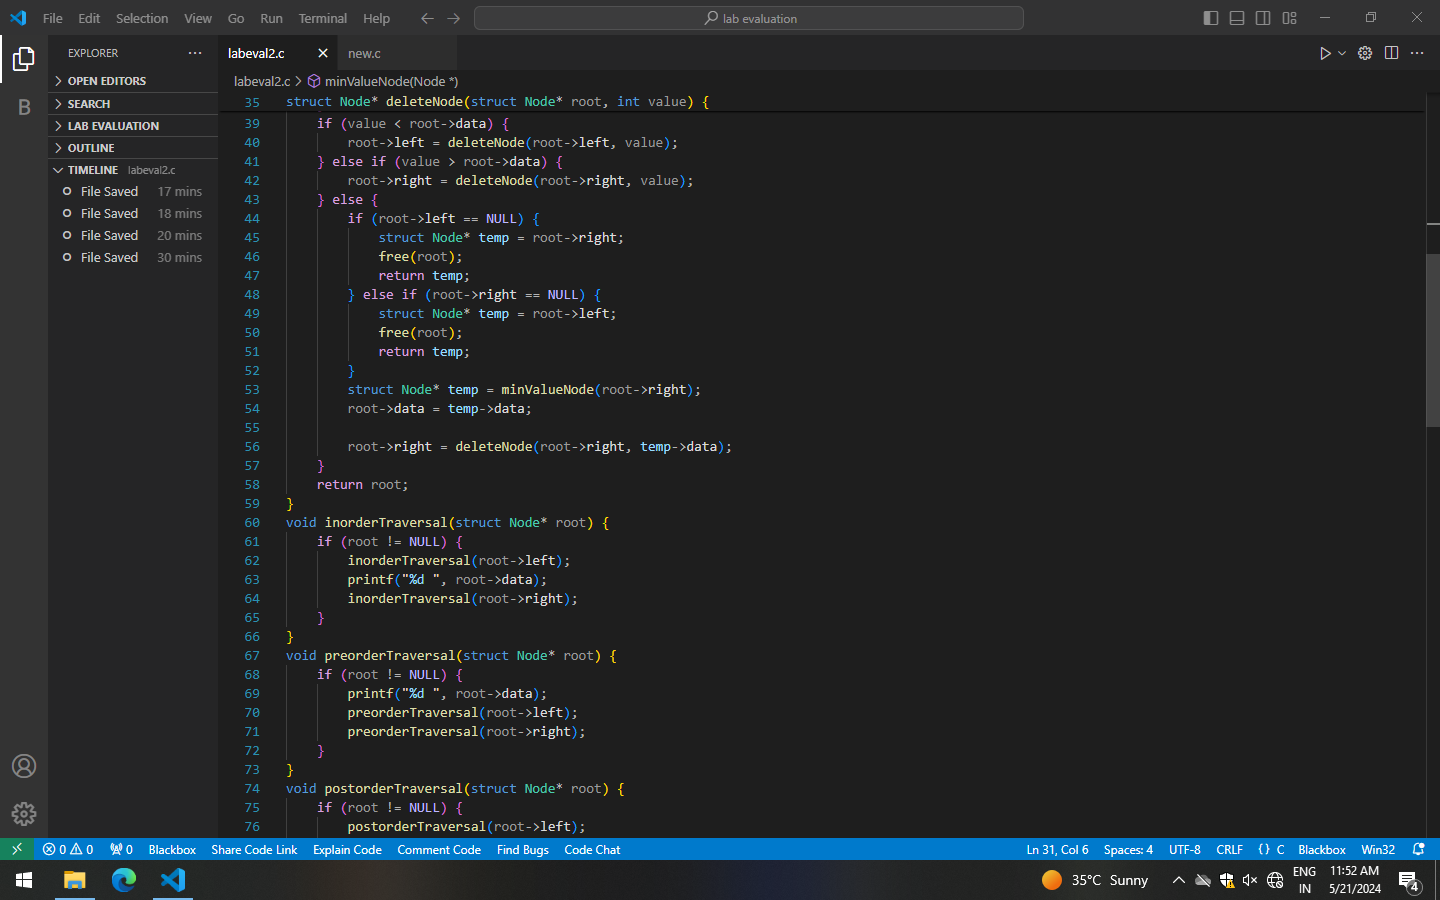 File Edit Selection View Go Run Terminal Help
lab evaluation
EXPLORER
labeval2.c
new.c
OPEN EDITORS
SEARCH
LAB EVALUATION
OUTLINE
TIMELINE labeval2.c
File Saved 17 mins
File Saved 18 mins
File Saved 20 mins
File Saved 30 mins
B
labeval2.c > minValueNode(Node *)
35 struct Node* deleteNode(struct Node* root, int value) {
39 if (value < root->data) {
40 root->left = deleteNode(root->left, value);
41 } else if (value > root->data) {
42 root->right = deleteNode(root->right, value);
43 } else {
44 if (root->left == NULL) {
45 struct Node* temp = root->right;
46 free(root);
47 return temp;
48 } else if (root->right == NULL) {
49 struct Node* temp = root->left;
50 free(root);
51 return temp;
52 }
53 struct Node* temp = minValueNode(root->right);
54 root->data = temp->data;
55
56 root->right = deleteNode(root->right, temp->data);
57 }
58 return root;
59 }
60 void inorderTraversal(struct Node* root) {
61 if (root != NULL) {
62 inorderTraversal(root->left);
63 printf("%d ", root->data);
64 inorderTraversal(root->right);
65 }
66 }
67 void preorderTraversal(struct Node* root) {
68 if (root != NULL) {
69 printf("%d ", root->data);
70 preorderTraversal(root->left);
71 preorderTraversal(root->right);
72 }
73 }
74 void postorderTraversal(struct Node* root) {
75 if (root != NULL) {
76 postorderTraversal(root->left);
0 0 0 Blackbox Share Code Link Explain Code Comment Code Find Bugs Code Chat Ln 31, Col 6 Spaces: 4 UTF-8 CRLF {} C Blackbox Win32
35°C Sunny
ENG
IN
11:52 AM
5/21/2024
4